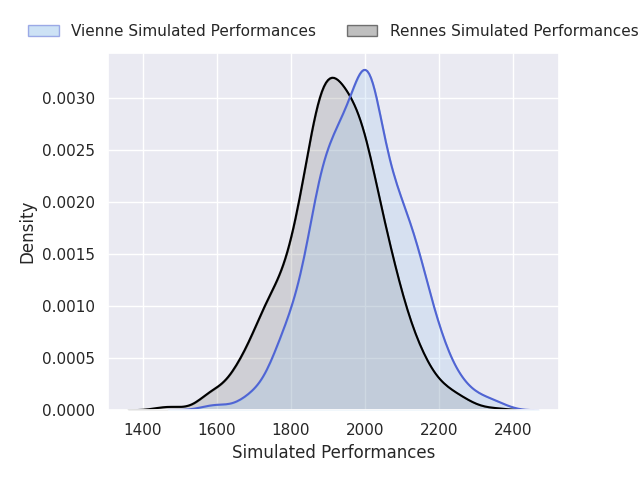 Vienne Simulated Performances Rennes Simulated Performances
0.0030
0.0025
0.0020
0.0015
0.0010
0.0005
0.0000
Density
1400 1600 1800 2000 2200 2400
Simulated Performances